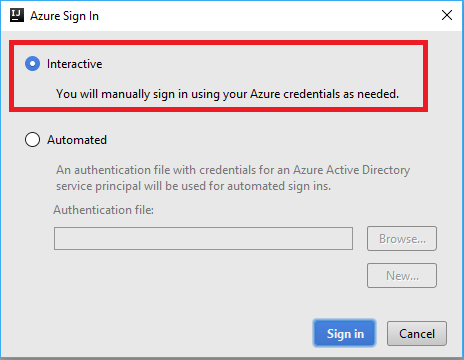 IJ Azure Sign In
Interactive
You will manually sign in using your Azure credentials as needed.
Automated
An authentication file with credentials for an Azure Active Directory
service principal will be used for automated sign ins.
Authentication file:
Browse...
New...
Sign in Cancel